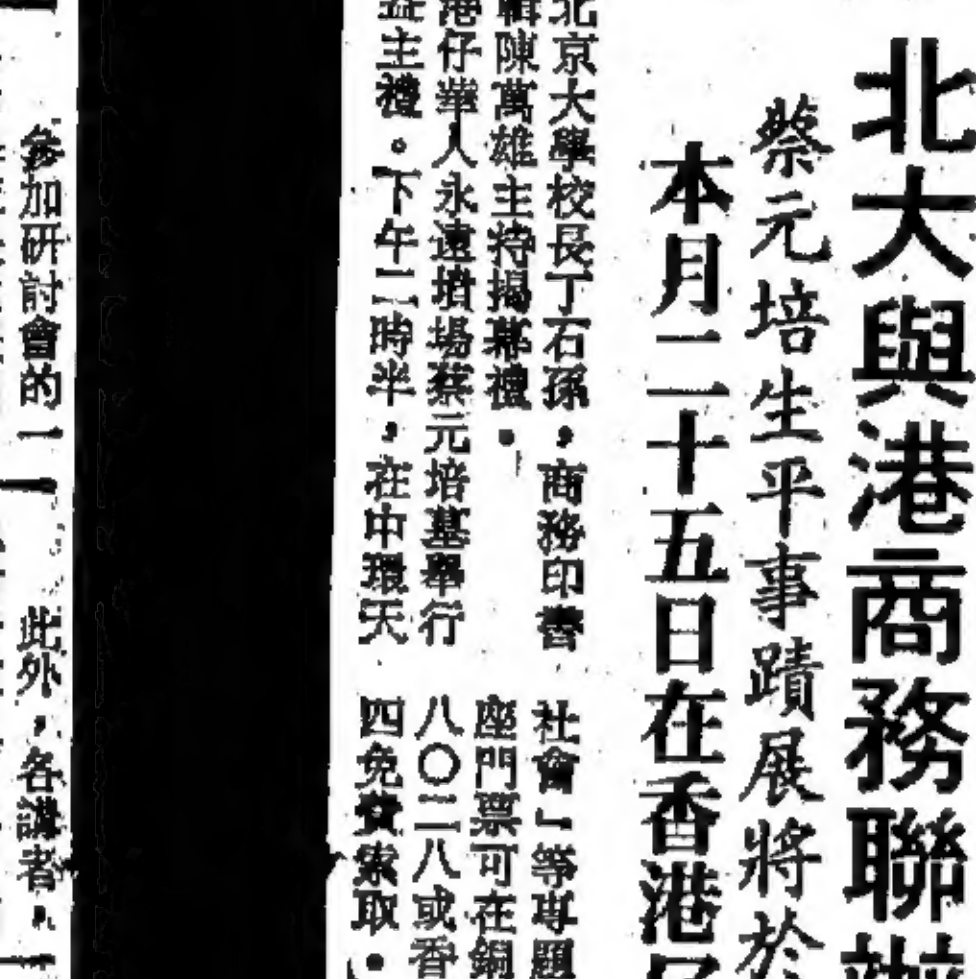 北大與港商務聯辦
蔡元培生平事蹟展將於
本月二十五日在香港
北京大學校長丁石孫，商務印書
輯陳萬雄主持揭幕禮。
港仔華人永遠墳場蔡元培墓舉行
益主禮。下午二時半，在中環天
社會」等專題
座門票可在銅
八〇二八或香
四免費索取。
參加研討會的一
此外，各講者，